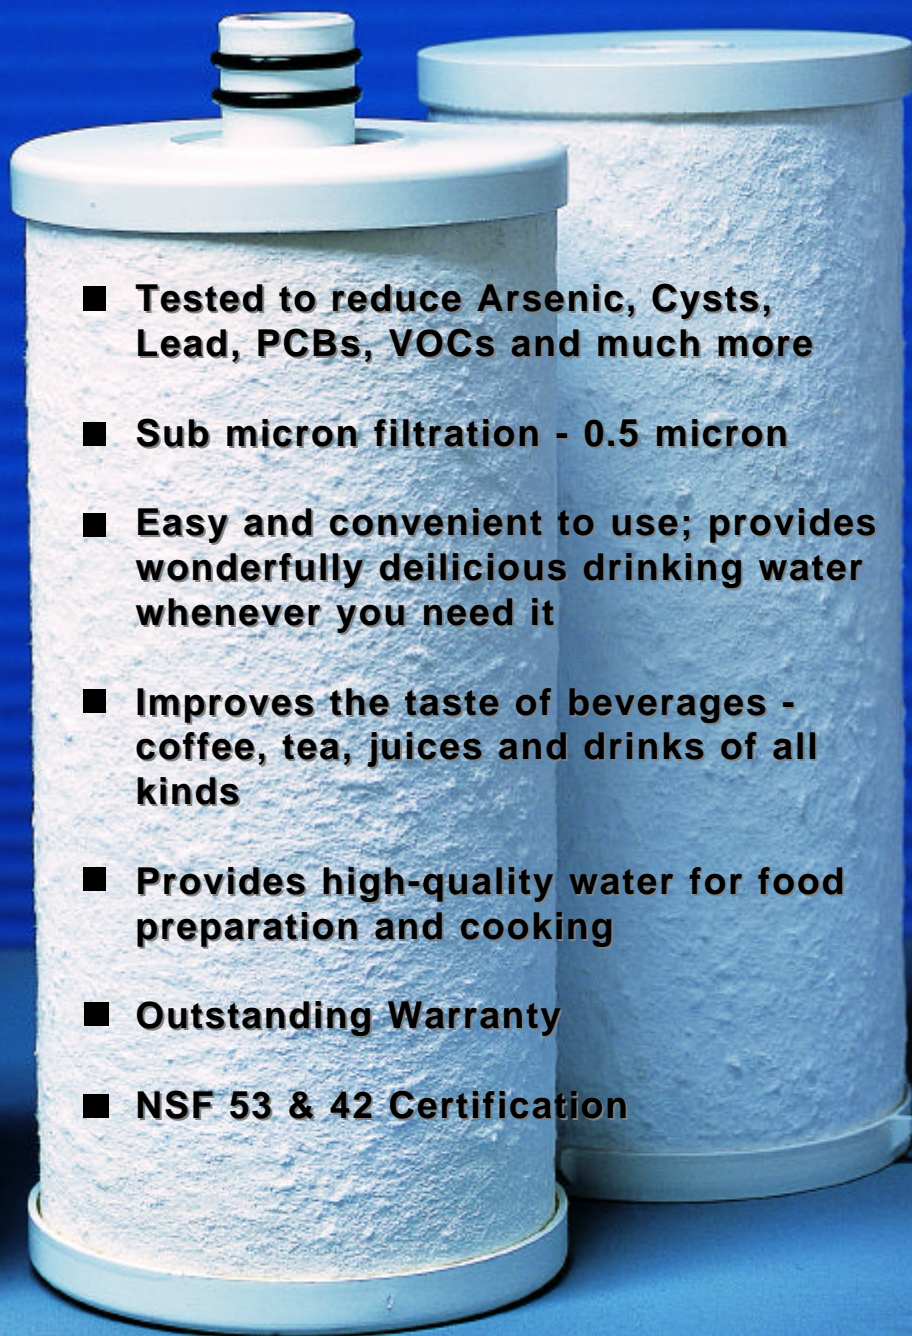 ■ Tested to reduce Arsenic, Cysts,
Lead, PCBs, VOCs and much more
■ Sub micron filtration - 0.5 micron
■ Easy and convenient to use; provides
wonderfully deilicious drinking water
whenever you need it
■ Improves the taste of beverages -
coffee, tea, juices and drinks of all
kinds
■ Provides high-quality water for food
preparation and cooking
■ Outstanding Warranty
■ NSF 53 & 42 Certification